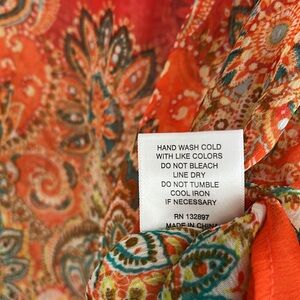 HAND WASH COLD
WITH LIKE COLORS
DO NOT BLEACH
LINE DRY
DO NOT TUMBLE
COOL IRON
IF NECESSARY
RN 132897
MADE IN CHINA